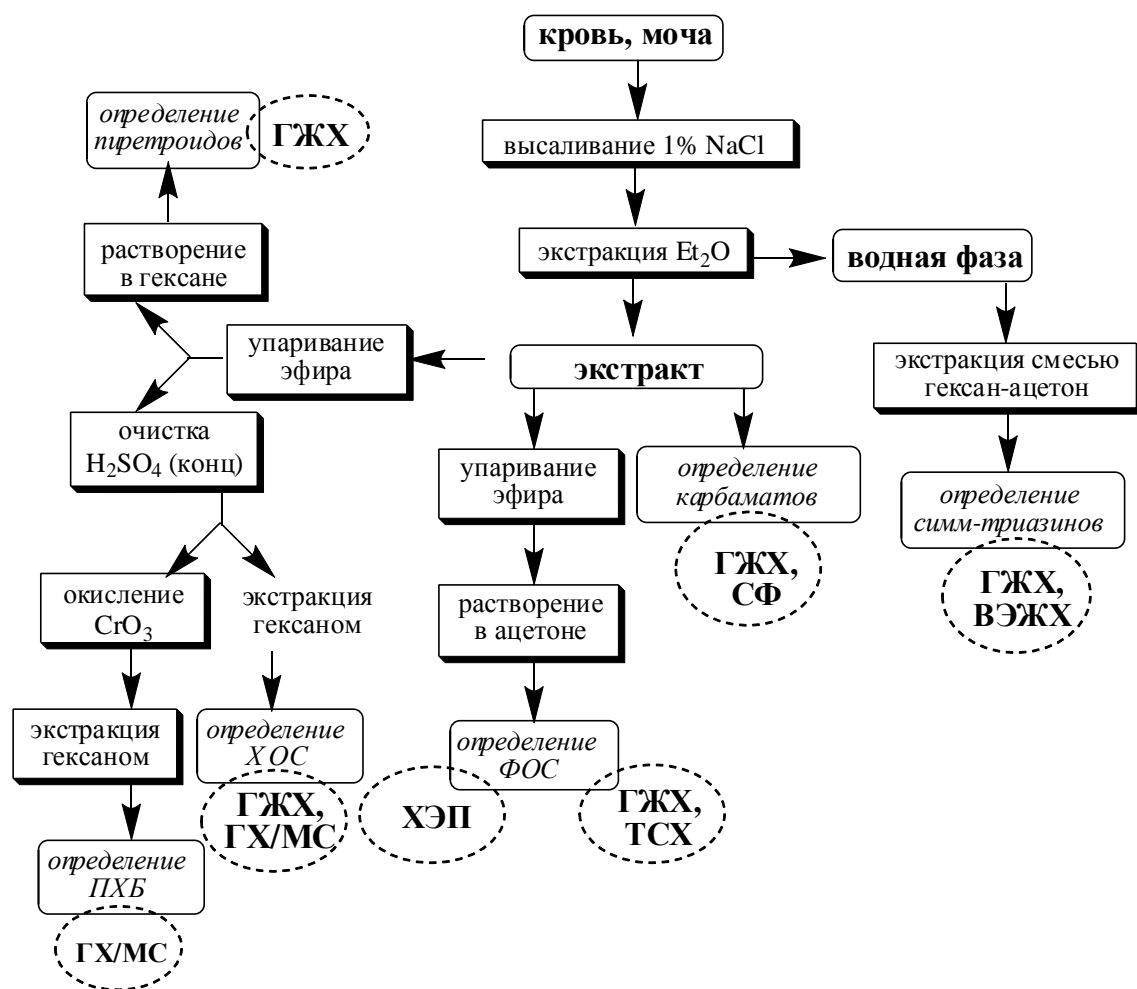 кровь, моча
определение
пиретроидов
ГЖХ
высаливание 1% NaCl
растворение
в гексане
экстракция Et₂O
водная фаза
упаривание
эфира
экстракт
экстракция смесью
гексан-ацетон
очистка
H₂SO₄ (конц)
упаривание
эфира
определение
карбаматов
определение
симм-триазинов
ГЖХ,
СФ
ГЖХ,
ВЭЖХ
окисление
CrO₃
экстракция
гексаном
растворение
в ацетоне
экстракция
гексаном
определение
ХОС
определение
ФОС
ГЖХ,
ГХ/МС
ХЭП
ГЖХ,
ТСХ
определение
ПХБ
ГХ/МС